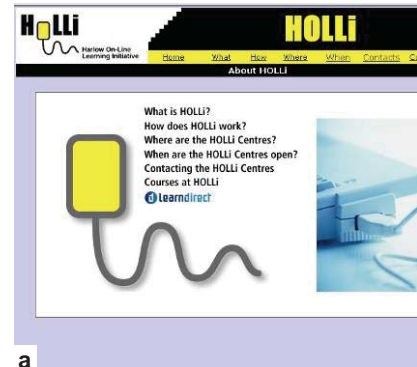 HOLLi
Harlow On-Line
Learning Initiative
HOLLi
Home What How Where When Contacts
About HOLLi
What is HOLLi?
How does HOLLi work?
Where are the HOLLi Centres?
When are the HOLLi Centres open?
Contacting the HOLLi Centres
Courses at HOLLi
learndirect
a